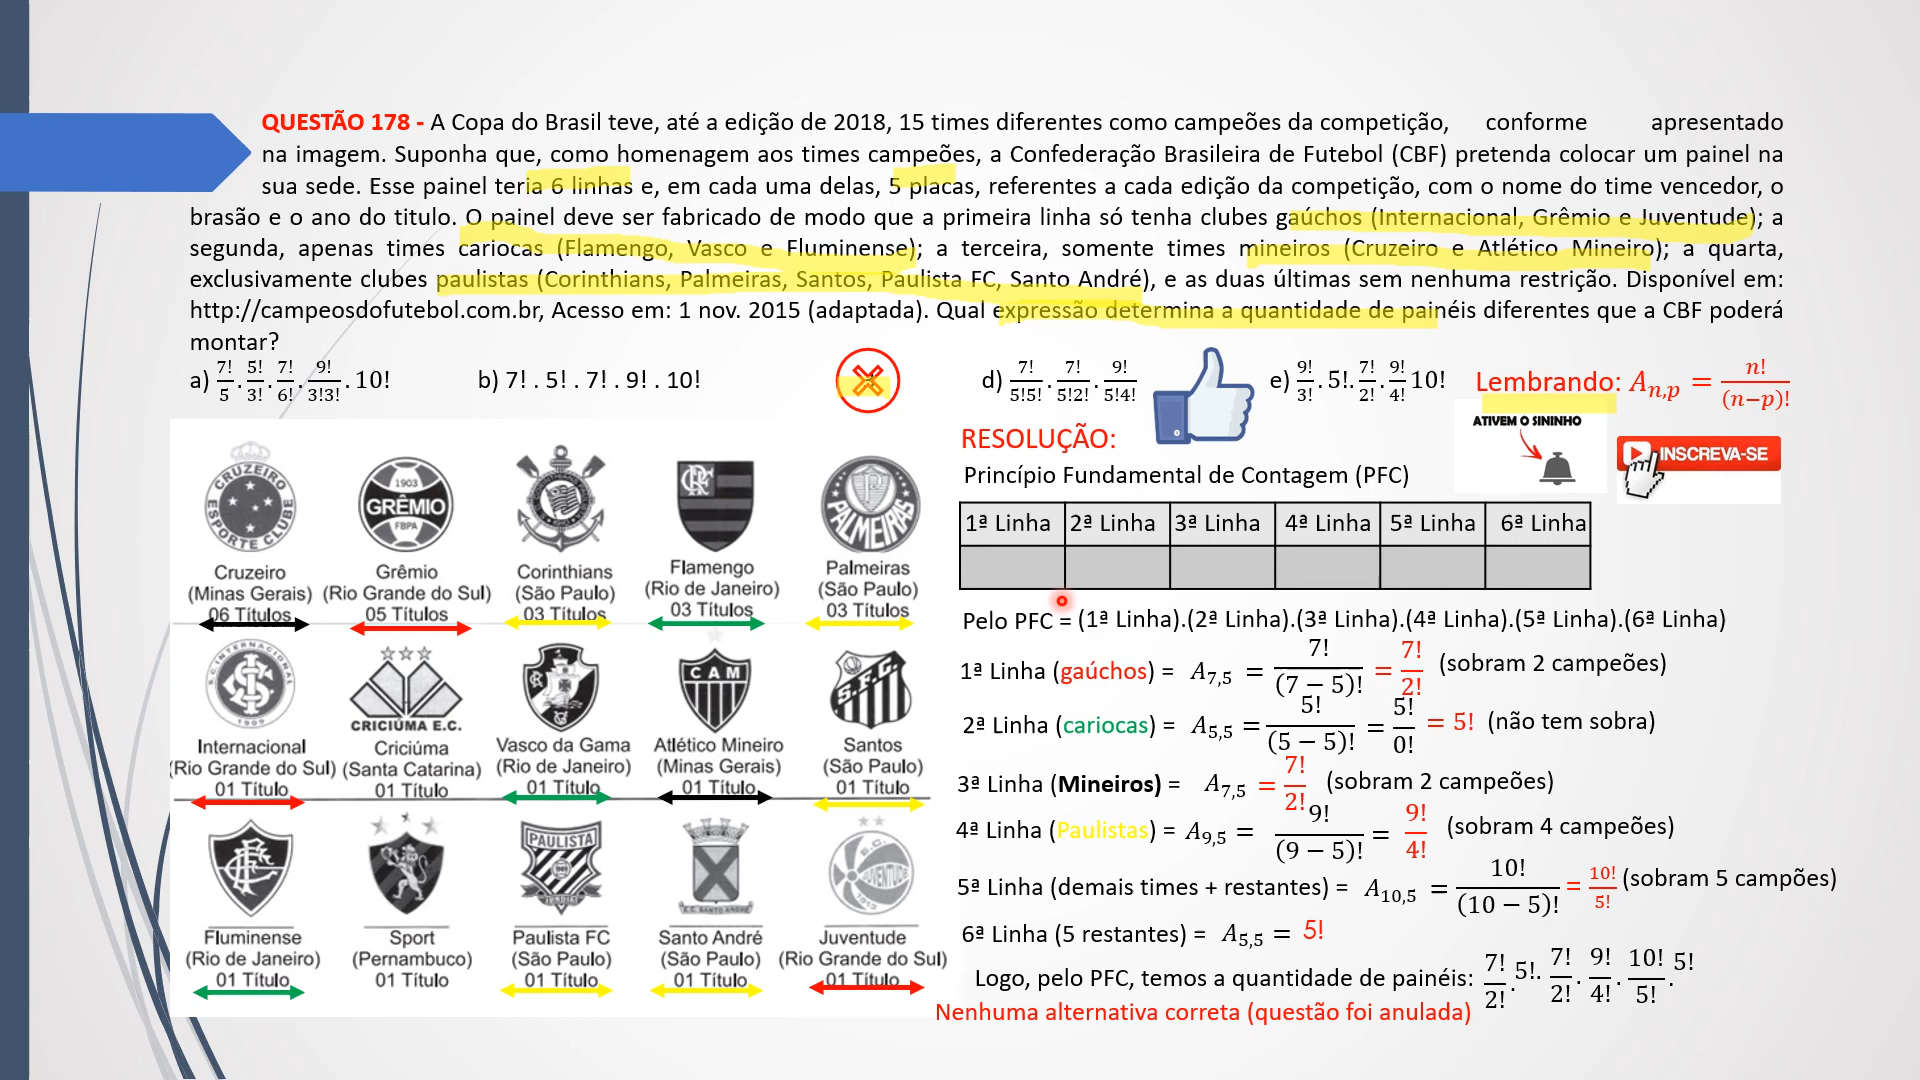 QUESTÃO 178 - A Copa do Brasil teve, até a edição de 2018, 15 times diferentes como campeões da competição, conforme apresentado
na imagem. Suponha que, como homenagem aos times campeões, a Confederação Brasileira de Futebol (CBF) pretenda colocar um painel na
sua sede. Esse painel teria 6 linhas e, em cada uma delas, 5 placas, referentes a cada edição da competição, com o nome do time vencedor, o
brasão e o ano do titulo. O painel deve ser fabricado de modo que a primeira linha só tenha clubes gaúchos (Internacional, Grêmio e Juventude); a
segunda, apenas times cariocas (Flamengo, Vasco e Fluminense); a terceira, somente times mineiros (Cruzeiro e Atlético Mineiro); a quarta,
exclusivamente clubes paulistas (Corinthians, Palmeiras, Santos, Paulista FC, Santo André), e as duas últimas sem nenhuma restrição. Disponível em:
http://campeosdofutebol.com.br, Acesso em: 1 nov. 2015 (adaptada). Qual expressão determina a quantidade de painéis diferentes que a CBF poderá
montar?
a) 7!/5 . 5!/3! . 7!/6! . 9!/3!3! . 10! b) 7! . 5! . 7! . 9! . 10! d) 7!/5!5! . 7!/5!2! . 9!/5!4! e) 9!/3! . 5! . 7!/2! . 9!/4! 10! Lembrando: A_{n,p} = n!/(n−p)!
ATIVEM O SININHO
INSCREVA-SE
RESOLUÇÃO:
Princípio Fundamental de Contagem (PFC)
1ª Linha 2ª Linha 3ª Linha 4ª Linha 5ª Linha 6ª Linha
Pelo PFC = (1ª Linha).(2ª Linha).(3ª Linha).(4ª Linha).(5ª Linha).(6ª Linha)
1ª Linha (gaúchos) = A_{7,5} = 7!/(7 − 5)! = 7!/2! (sobram 2 campeões)
2ª Linha (cariocas) = A_{5,5} = 5!/(5 − 5)! = 5!/0! = 5! (não tem sobra)
3ª Linha (Mineiros) = A_{7,5} = 7!/2! (sobram 2 campeões)
4ª Linha (Paulistas) = A_{9,5} = 9!/(9 − 5)! = 9!/4! (sobram 4 campeões)
5ª Linha (demais times + restantes) = A_{10,5} = 10!/(10 − 5)! = 10!/5! (sobram 5 campões)
6ª Linha (5 restantes) = A_{5,5} = 5!
Logo, pelo PFC, temos a quantidade de painéis: 7!/2! . 5! . 7!/2! . 9!/4! . 10!/5! . 5!
Nenhuma alternativa correta (questão foi anulada)
CRUZEIRO ESPORTE CLUBE
1903 GRÊMIO FBPA
PALMEIRAS
Cruzeiro Grêmio Corinthians Flamengo Palmeiras
(Minas Gerais) (Rio Grande do Sul) (São Paulo) (Rio de Janeiro) (São Paulo)
06 Títulos 05 Títulos 03 Títulos 03 Títulos 03 Títulos
S.C. INTERNACIONAL 1909
CRICIÚMA E.C.
CAM
S.F.C.
Internacional Criciúma Vasco da Gama Atlético Mineiro Santos
(Rio Grande do Sul) (Santa Catarina) (Rio de Janeiro) (Minas Gerais) (São Paulo)
01 Título 01 Título 01 Título 01 Título 01 Título
PAULISTA
E.C. SANTO ANDRÉ
E.C. JUVENTUDE 1913
Fluminense Sport Paulista FC Santo André Juventude
(Rio de Janeiro) (Pernambuco) (São Paulo) (São Paulo) (Rio Grande do Sul)
01 Título 01 Título 01 Título 01 Título 01 Título